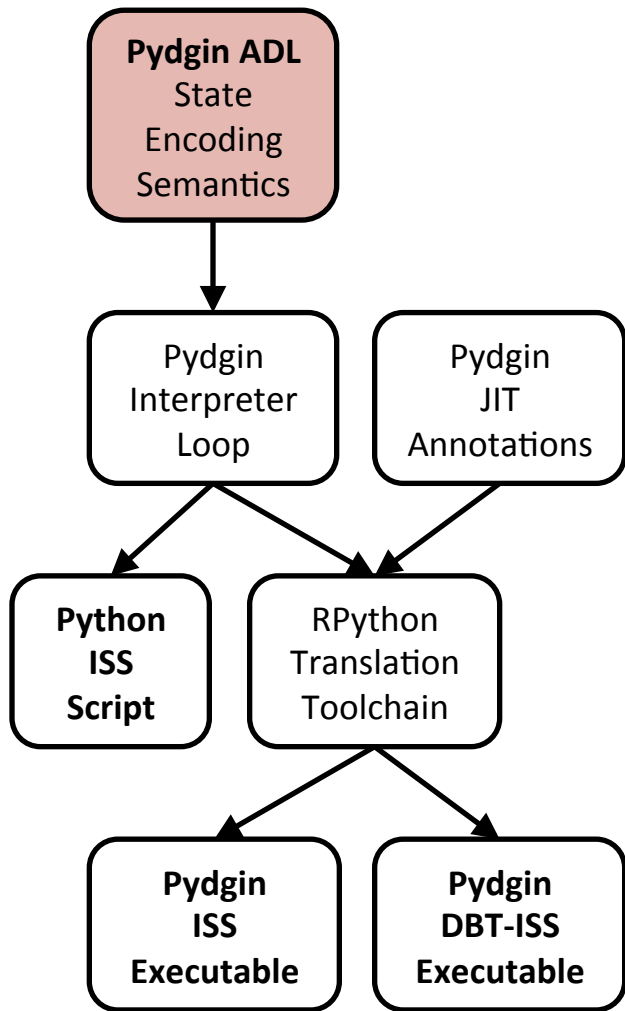 Pydgin ADL
State
Encoding
Semantics
Pydgin
Interpreter
Loop
Pydgin
JIT
Annotations
Python
ISS
Script
RPython
Translation
Toolchain
Pydgin
ISS
Executable
Pydgin
DBT-ISS
Executable